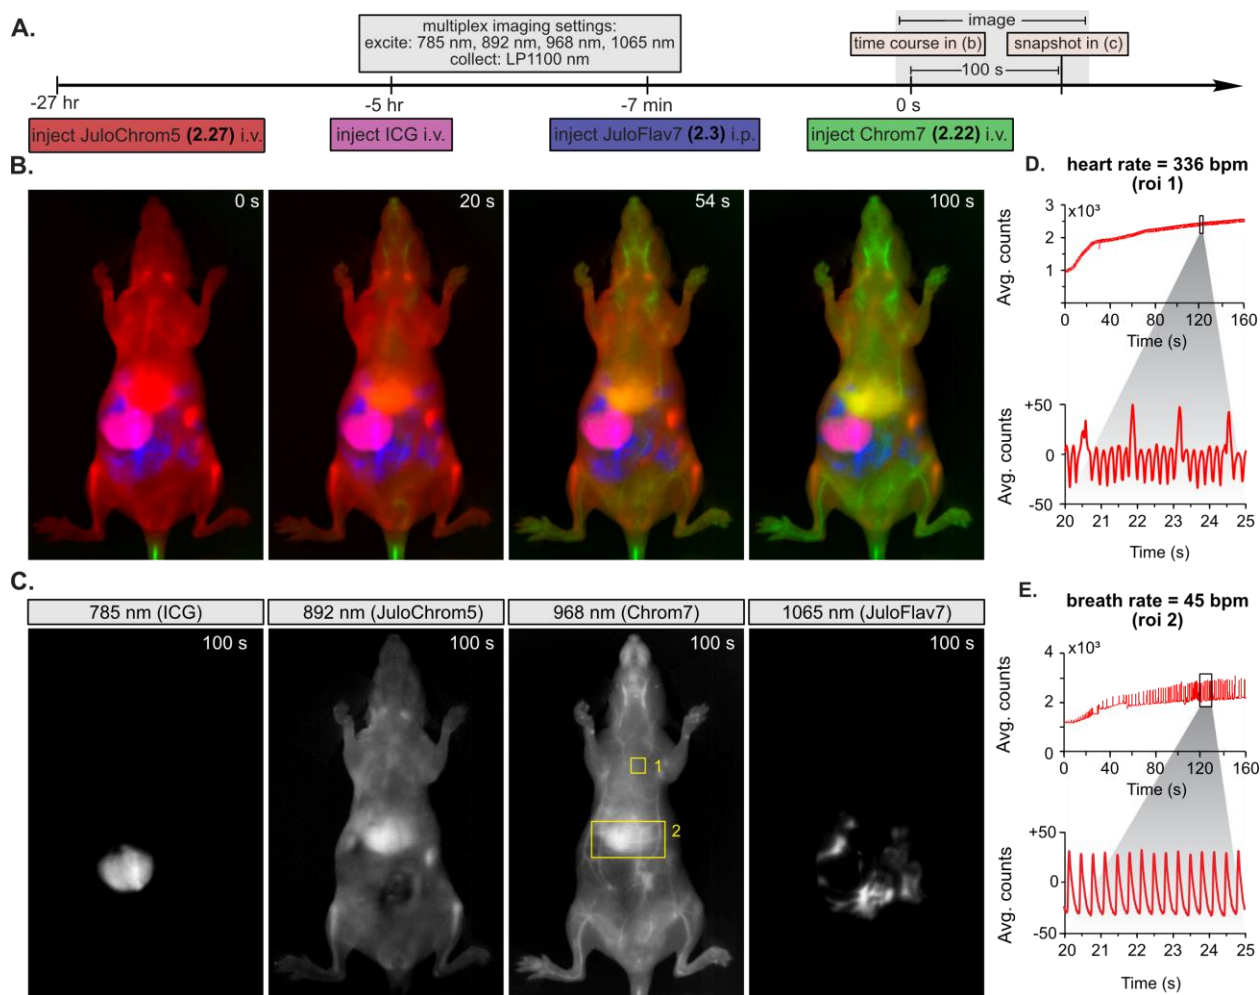 A.
multiplex imaging settings:
excite: 785 nm, 892 nm, 968 nm, 1065 nm
collect: LP1100 nm
image
time course in (b)
snapshot in (c)
100 s
-27 hr
-5 hr
-7 min
0 s
inject JuloChrom5 (2.27) i.v.
inject ICG i.v.
inject JuloFlav7 (2.3) i.p.
inject Chrom7 (2.22) i.v.
B.
0 s
20 s
54 s
100 s
C.
785 nm (ICG)
892 nm (JuloChrom5)
968 nm (Chrom7)
1065 nm (JuloFlav7)
100 s
100 s
100 s
100 s
1
2
D.
heart rate = 336 bpm
(roi 1)
x10³
Avg. counts
3
2
1
0 40 80 120 160
Time (s)
Avg. counts
+50
0
-50
20 21 22 23 24 25
Time (s)
E.
breath rate = 45 bpm
(roi 2)
x10³
Avg. counts
4
2
0
0 40 80 120 160
Time (s)
Avg. counts
+50
0
-50
20 21 22 23 24 25
Time (s)